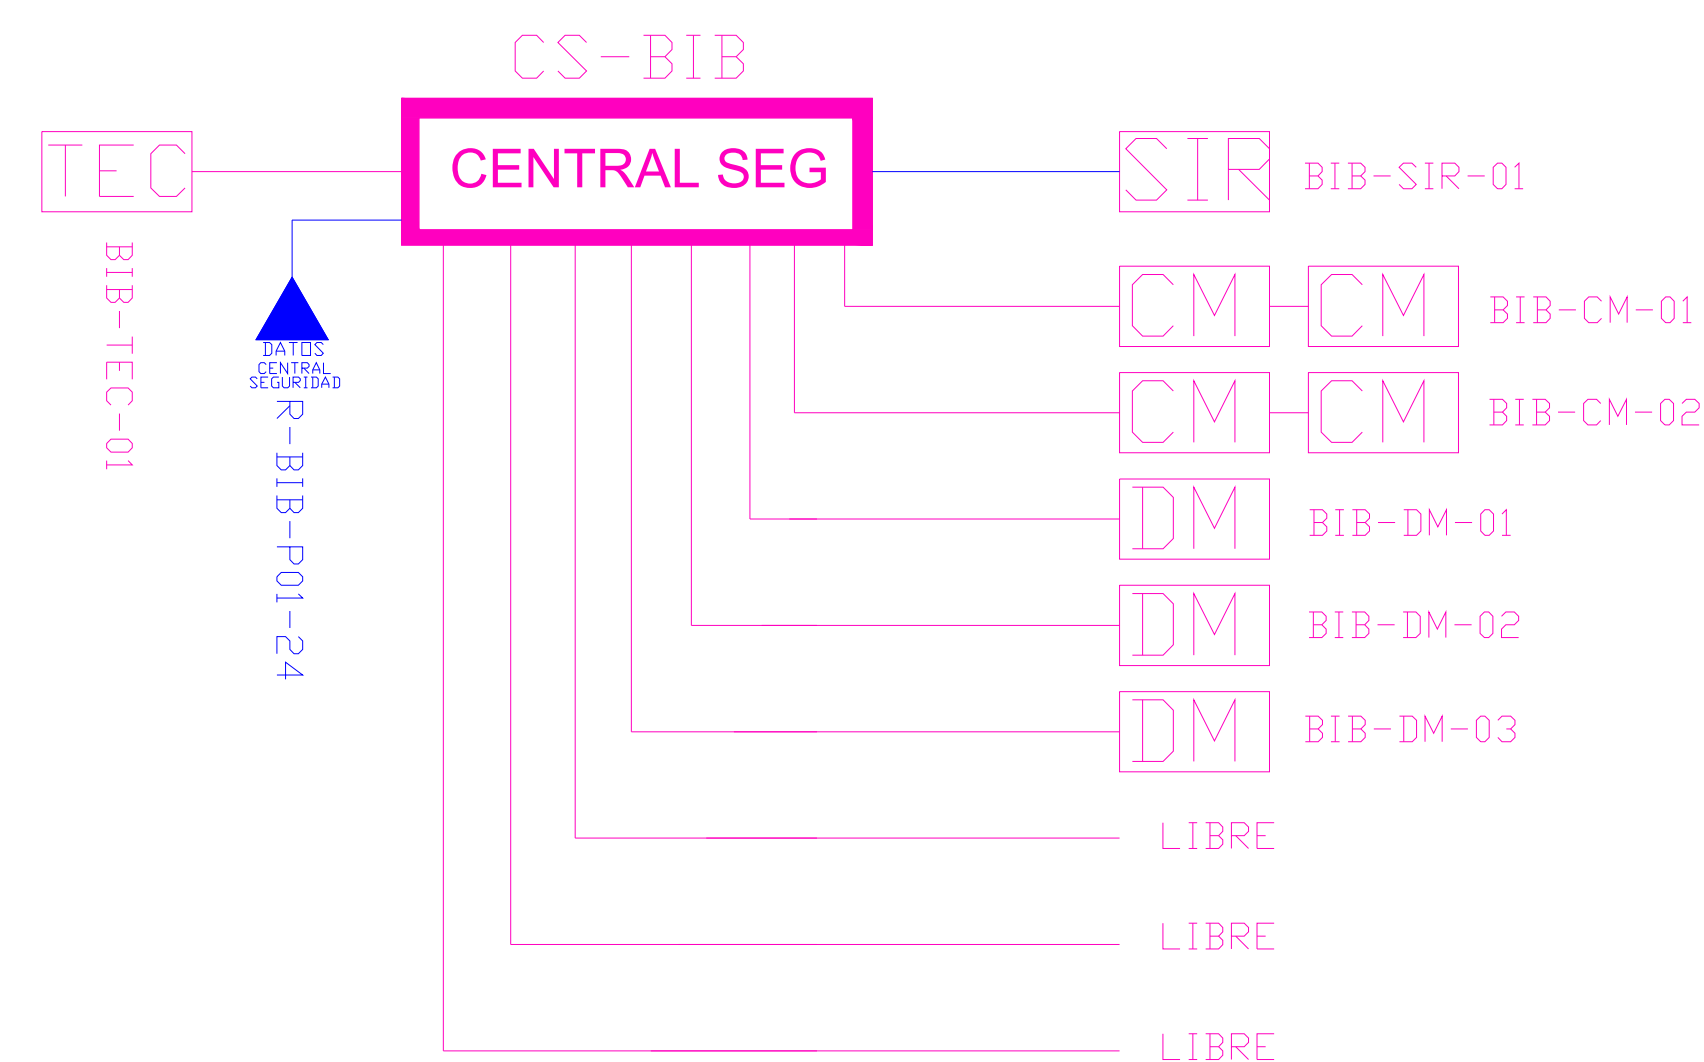 CS-BIB
CENTRAL SEG
TEC
BIB-TEC-01
DATOS
CENTRAL
SEGURIDAD
R-BIB-P01-24
SIR BIB-SIR-01
CM CM BIB-CM-01
CM CM BIB-CM-02
DM BIB-DM-01
DM BIB-DM-02
DM BIB-DM-03
LIBRE
LIBRE
LIBRE